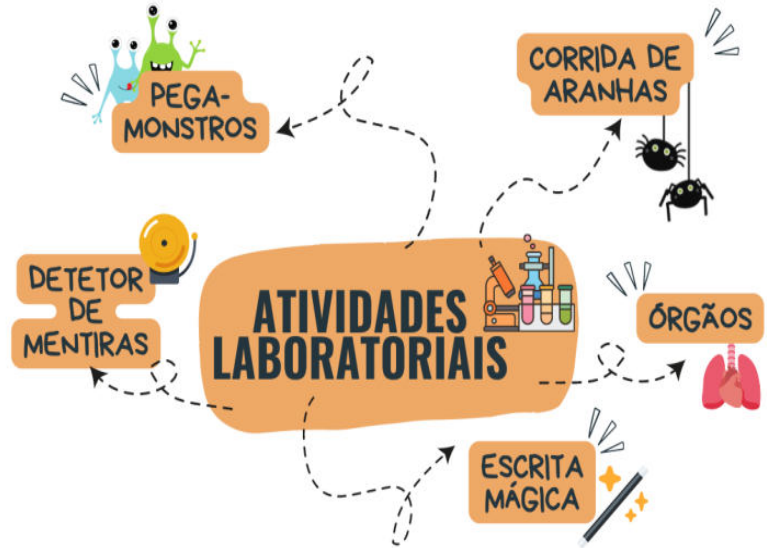 PEGA-
MONSTROS
CORRIDA DE
ARANHAS
DETETOR
DE
MENTIRAS
ATIVIDADES
LABORATORIAIS
ÓRGÃOS
ESCRITA
MÁGICA